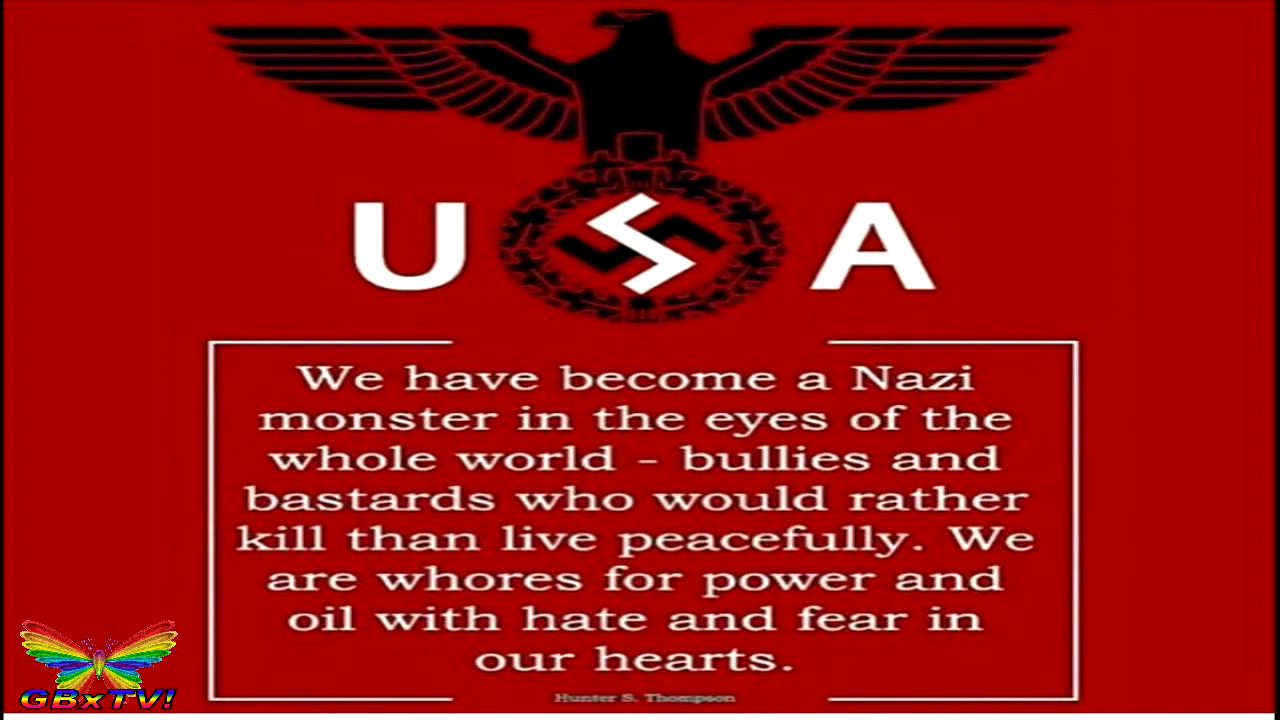 U S A
We have become a Nazi
monster in the eyes of the
whole world - bullies and
bastards who would rather
kill than live peacefully. We
are whores for power and
oil with hate and fear in
our hearts.
Hunter S. Thompson
GBxTV!